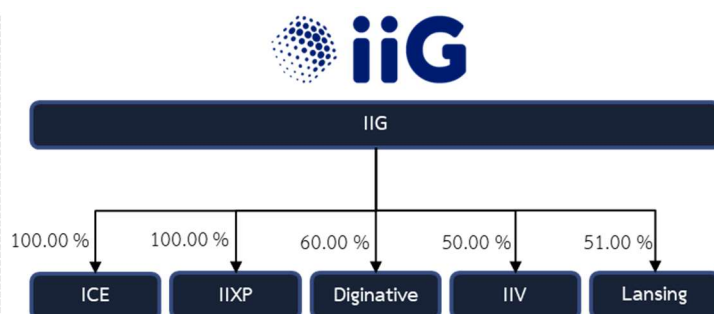 iiG
IIG
100.00 %
100.00 %
60.00 %
50.00 %
51.00 %
ICE
IIXP
Diginative
IIV
Lansing